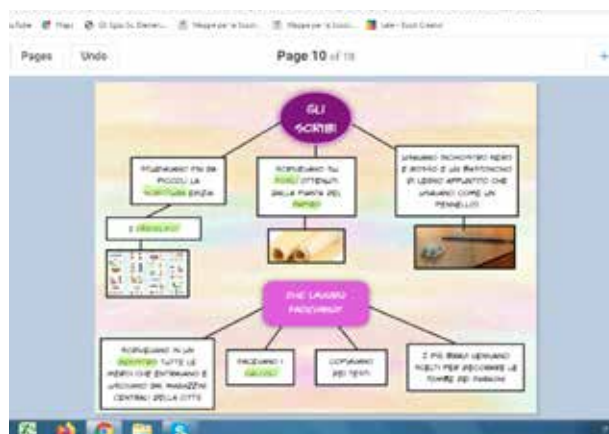 Maps
Pages Undo Page 10 of 18
GLI
SCRIBI
STUDIAVANO FIN DA
PICCOLI LA
SCRITTURA EGIZIA
I GEROGLIFICI
SCRIVEVANO SU
FOGLI OTTENUTI
DALLA PIANTA DEL
PAPIRO
USAVANO INCHIOSTRO NERO
E ROSSO E UN BASTONCINO
DI LEGNO APPUNTITO CHE
USAVANO COME UN
PENNELLO
CHE LAVORO
FACEVANO?
SCRIVEVANO IN UN
REGISTRO TUTTE LE
MERCI CHE ENTRAVANO E
USCIVANO DAI MAGAZZINI
CENTRALI DELLA CITTÀ
FACEVANO I
CALCOLI
COPIAVANO
DEI TESTI
I PIÙ BRAVI VENIVANO
SCELTI PER DECORARE LE
TOMBE DEI FARAONI